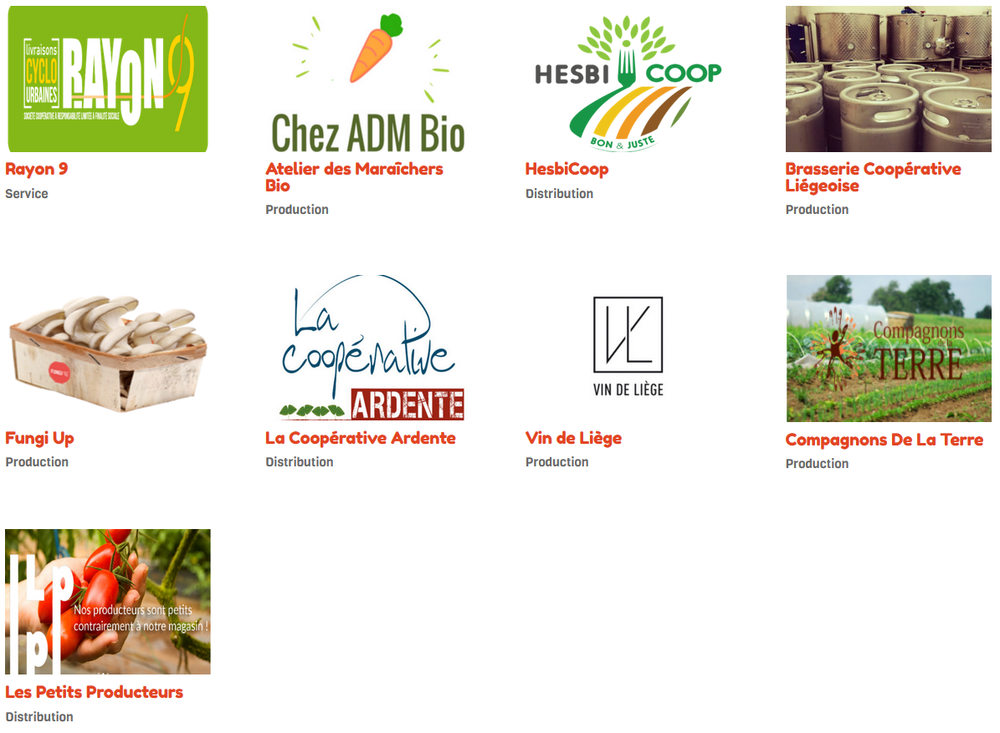 livraisons
CYCLO
URBAINES
RAYON 9
SOCIÉTÉ COOPÉRATIVE À RESPONSABILITÉ LIMITÉE À FINALITÉ SOCIALE
Rayon 9
Service
Chez ADM Bio
Atelier des Maraîchers
Bio
Production
HESBI COOP
BON & JUSTE
HesbiCoop
Distribution
Brasserie Coopérative
Liégeoise
Production
Fungi Up
Production
La
coopérative
ARDENTE
La Coopérative Ardente
Distribution
VL
VIN DE LIÈGE
Vin de Liège
Production
Compagnons
de la
TERRE
Compagnons De La Terre
Production
Lp
pl
Nos producteurs sont petits
contrairement à notre magasin !
Les Petits Producteurs
Distribution